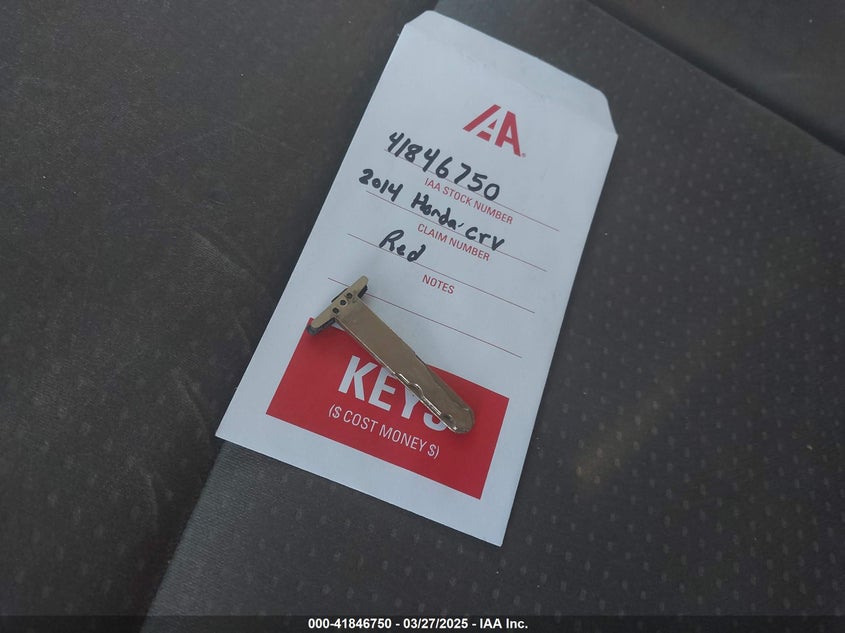 IAA
41846750
IAA STOCK NUMBER
2014 Honda CRV
CLAIM NUMBER
Red
NOTES
KEYS
($ COST MONEY $)
000-41846750 - 03/27/2025 - IAA Inc.